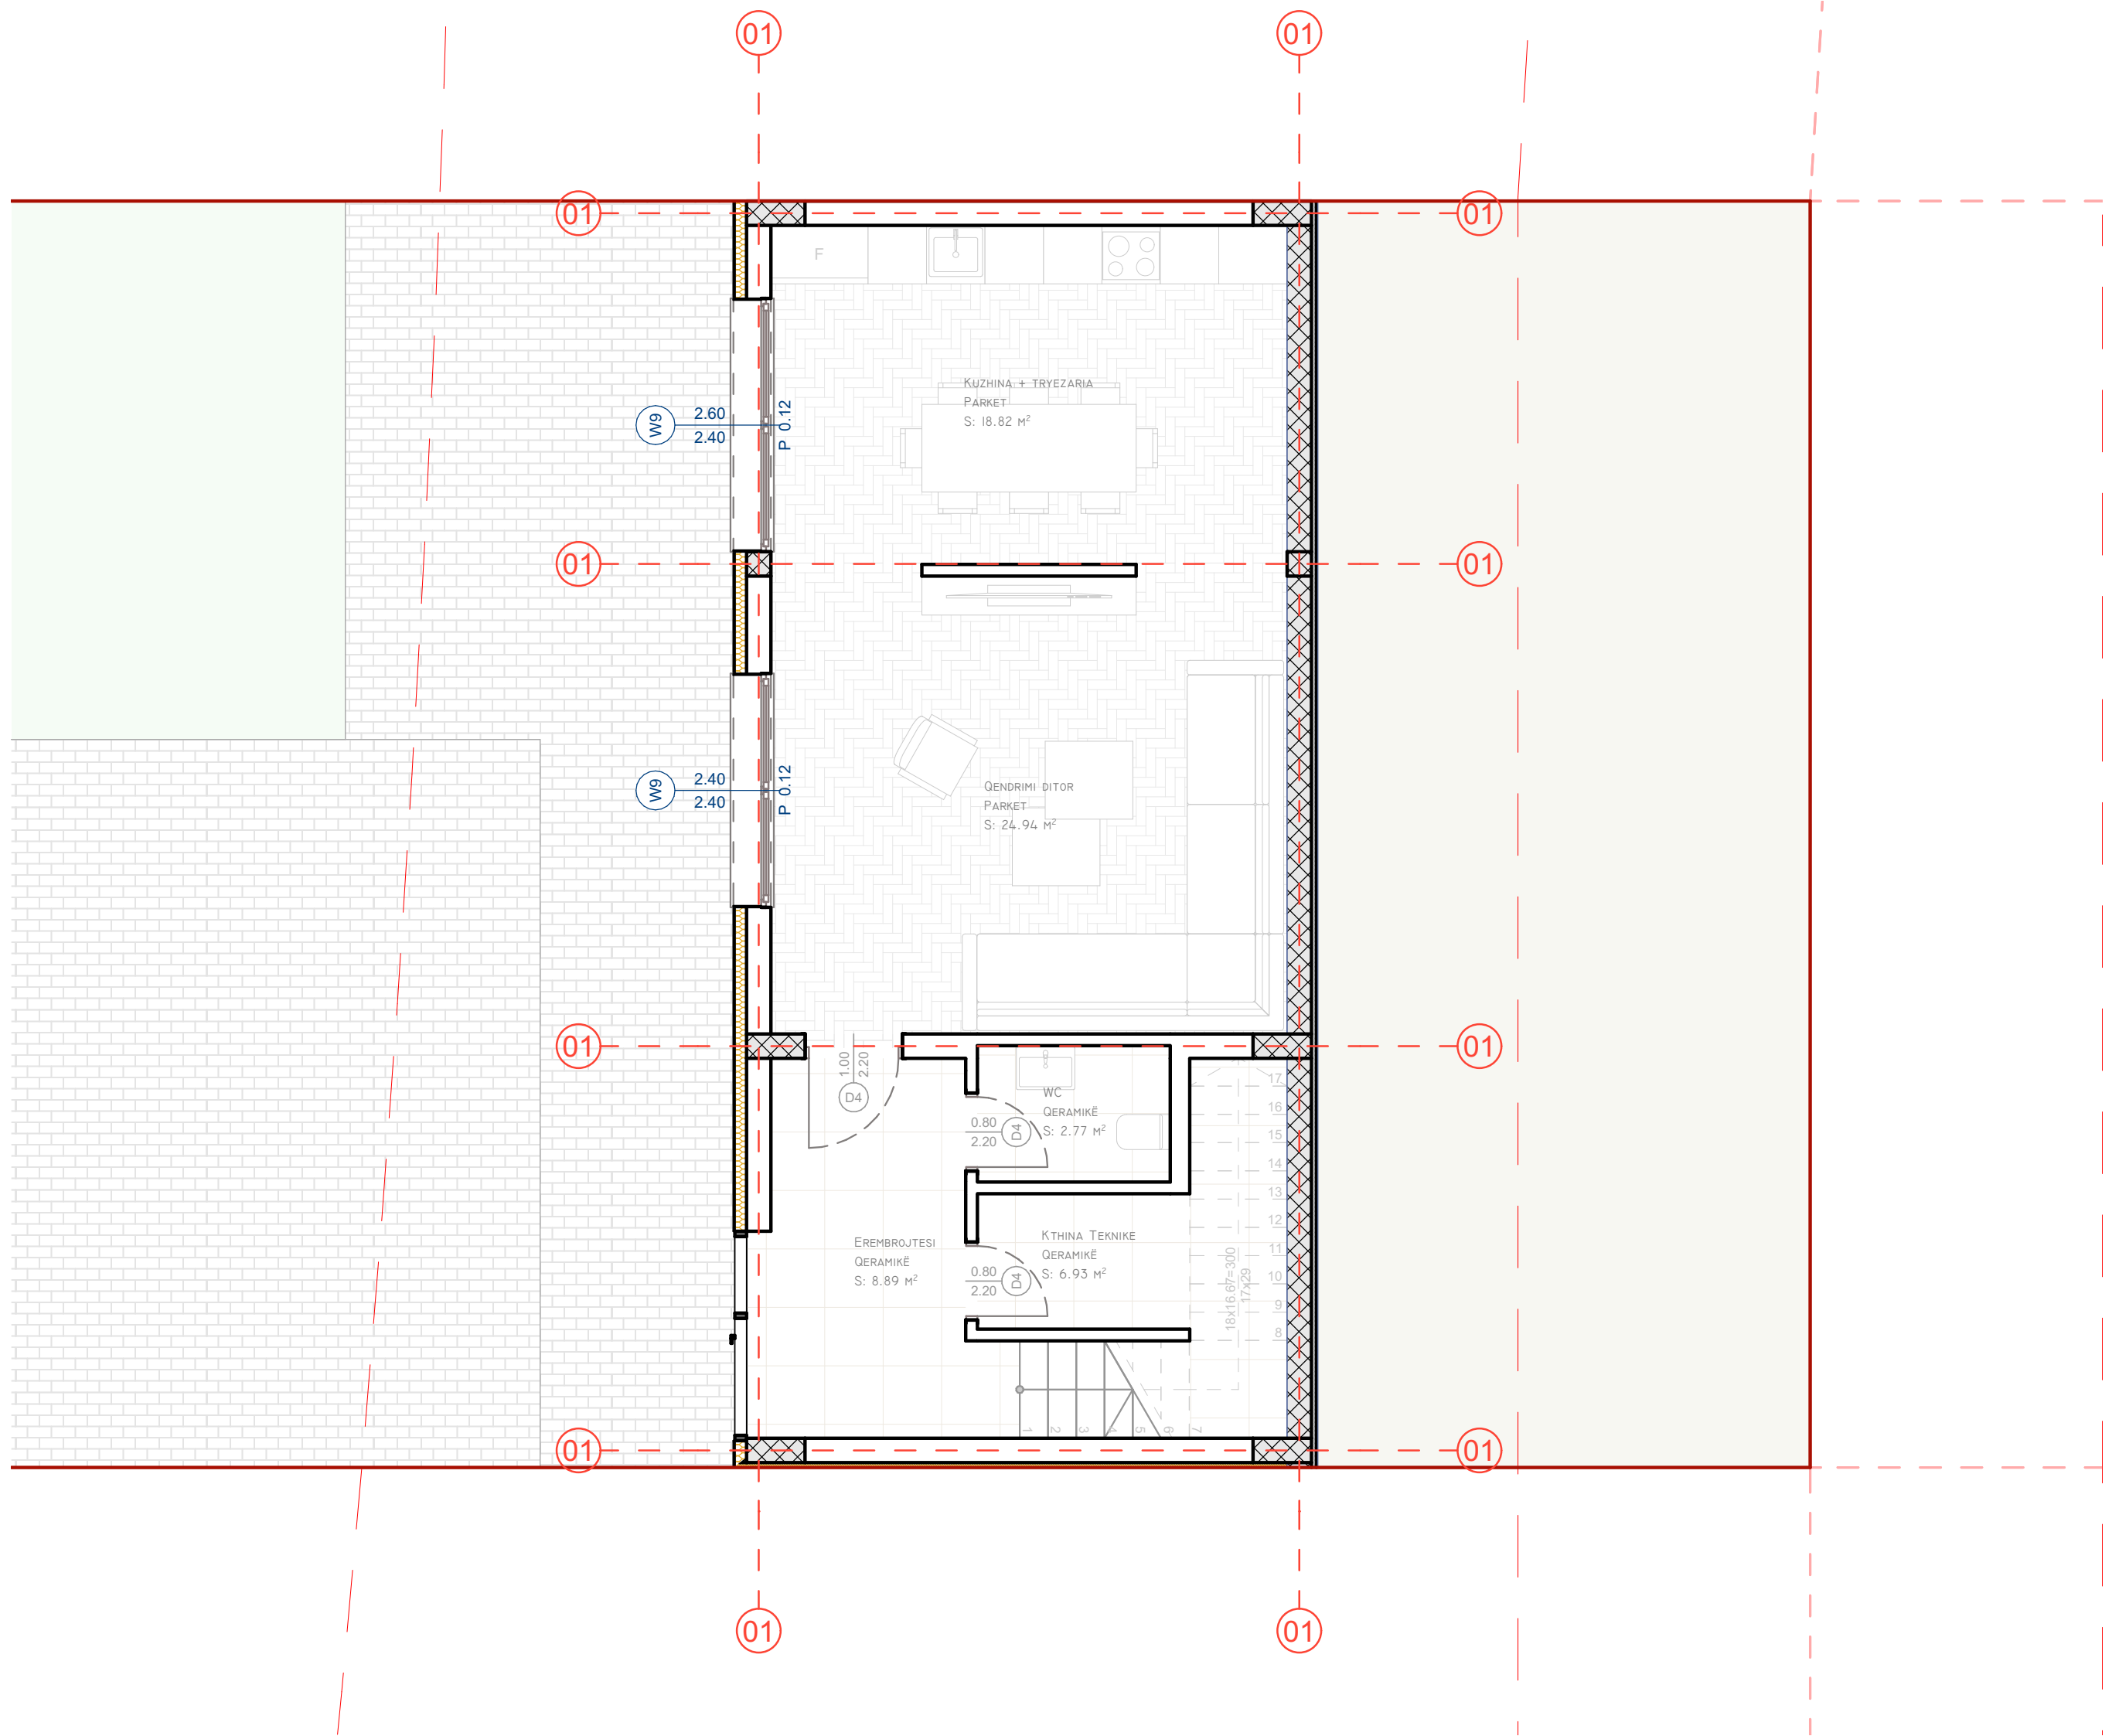 01
01
01
01
F
Kuzhina + tryezaria
Parket
S: 18.82 m²
W9
2.60
2.40
P 0.12
01
01
W9
2.40
2.40
P 0.12
Qendrimi ditor
Parket
S: 24.94 m²
01
01
1.00
2.20
D4
WC
Qeramikë
S: 2.77 m²
0.80
2.20
D4
17
16
15
14
13
12
11
10
9
8
Erembrojtesi
Qeramikë
S: 8.89 m²
Kthina Teknike
Qeramikë
S: 6.93 m²
0.80
2.20
D4
18x16.67=300
17x29
1
2
3
4
5
6
7
01
01
01
01